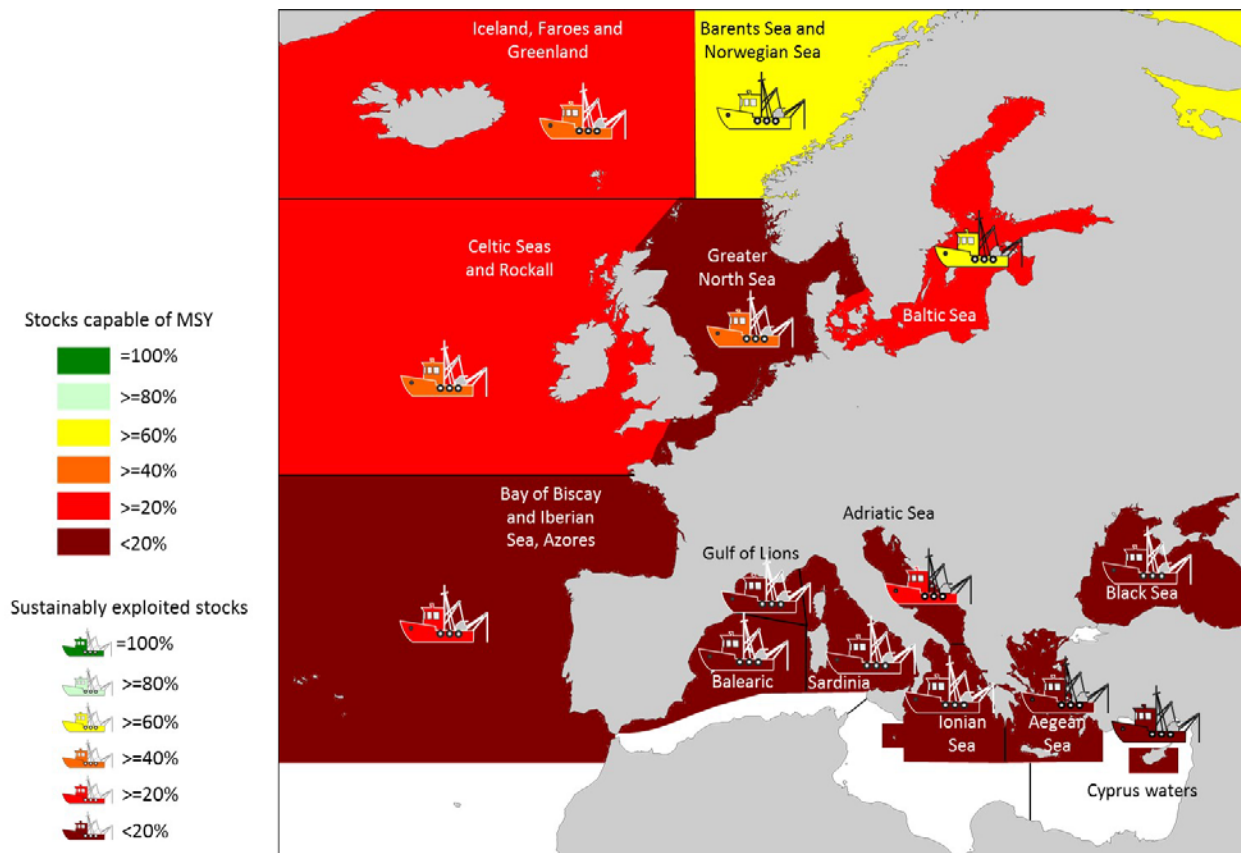 Iceland, Faroes and
Greenland
Barents Sea and
Norwegian Sea
Celtic Seas
and Rockall
Greater
North Sea
Baltic Sea
Stocks capable of MSY
=100%
>=80%
>=60%
>=40%
>=20%
<20%
Bay of Biscay
and Iberian
Sea, Azores
Adriatic Sea
Gulf of Lions
Black Sea
Balearic
Sardinia
Ionian
Sea
Aegean
Sea
Cyprus waters
Sustainably exploited stocks
=100%
>=80%
>=60%
>=40%
>=20%
<20%